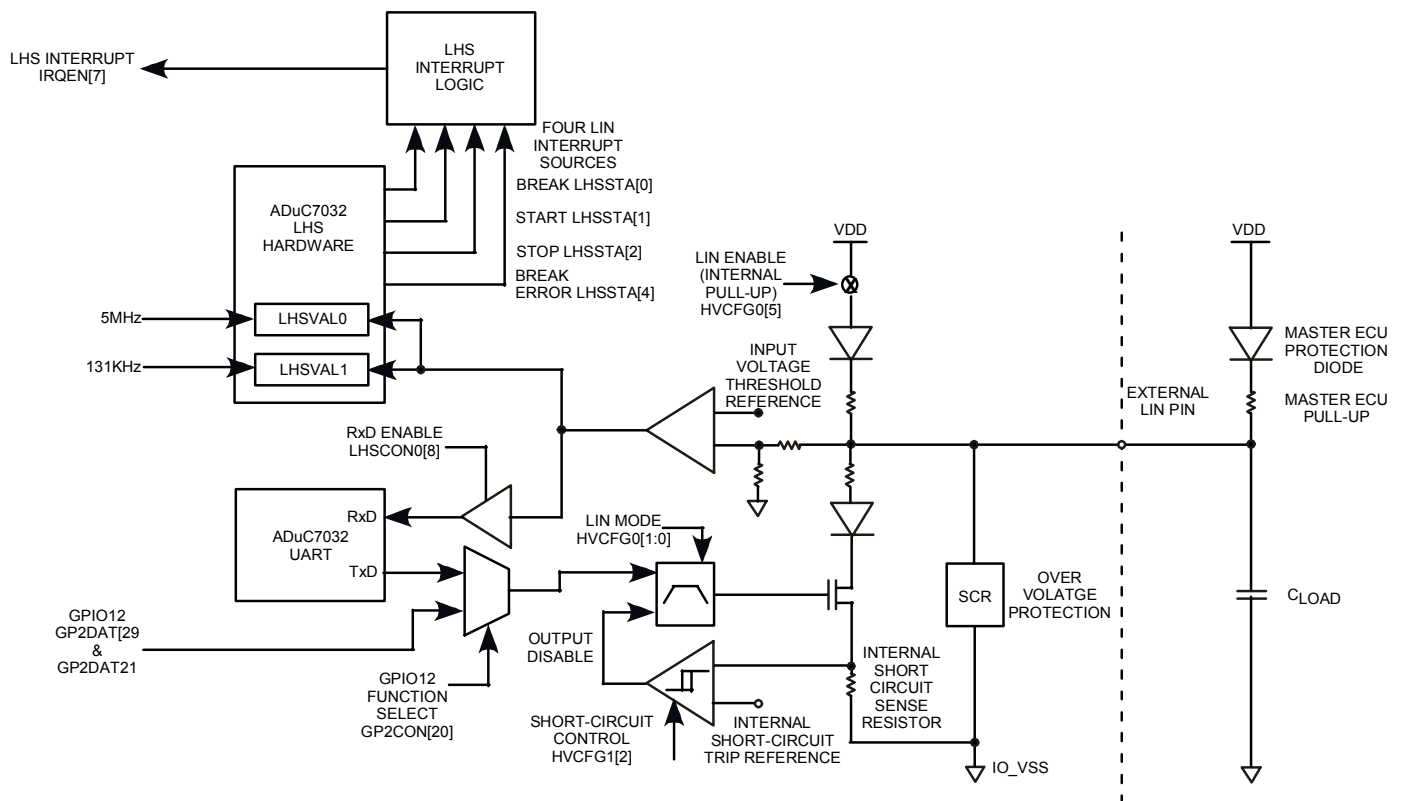 LHS
INTERRUPT
LOGIC
LHS INTERRUPT
IRQEN[7]
FOUR LIN
INTERRUPT
SOURCES
BREAK LHSSTA[0]
START LHSSTA[1]
STOP LHSSTA[2]
BREAK
ERROR LHSSTA[4]
ADuC7032
LHS
HARDWARE
5MHz
LHSVAL0
131KHz
LHSVAL1
VDD
LIN ENABLE
(INTERNAL
PULL-UP)
HVCFG0[5]
VDD
INPUT
VOLTAGE
THRESHOLD
REFERENCE
MASTER ECU
PROTECTION
DIODE
EXTERNAL
LIN PIN
MASTER ECU
PULL-UP
RxD ENABLE
LHSCON0[8]
RxD
ADuC7032
UART
TxD
LIN MODE
HVCFG0[1:0]
SCR
OVER
VOLATGE
PROTECTION
CLOAD
GPIO12
GP2DAT[29
&
GP2DAT21
OUTPUT
DISABLE
GPIO12
FUNCTION
SELECT
GP2CON[20]
INTERNAL
SHORT
CIRCUIT
SENSE
RESISTOR
SHORT-CIRCUIT
CONTROL
HVCFG1[2]
INTERNAL
SHORT-CIRCUIT
TRIP REFERENCE
IO_VSS